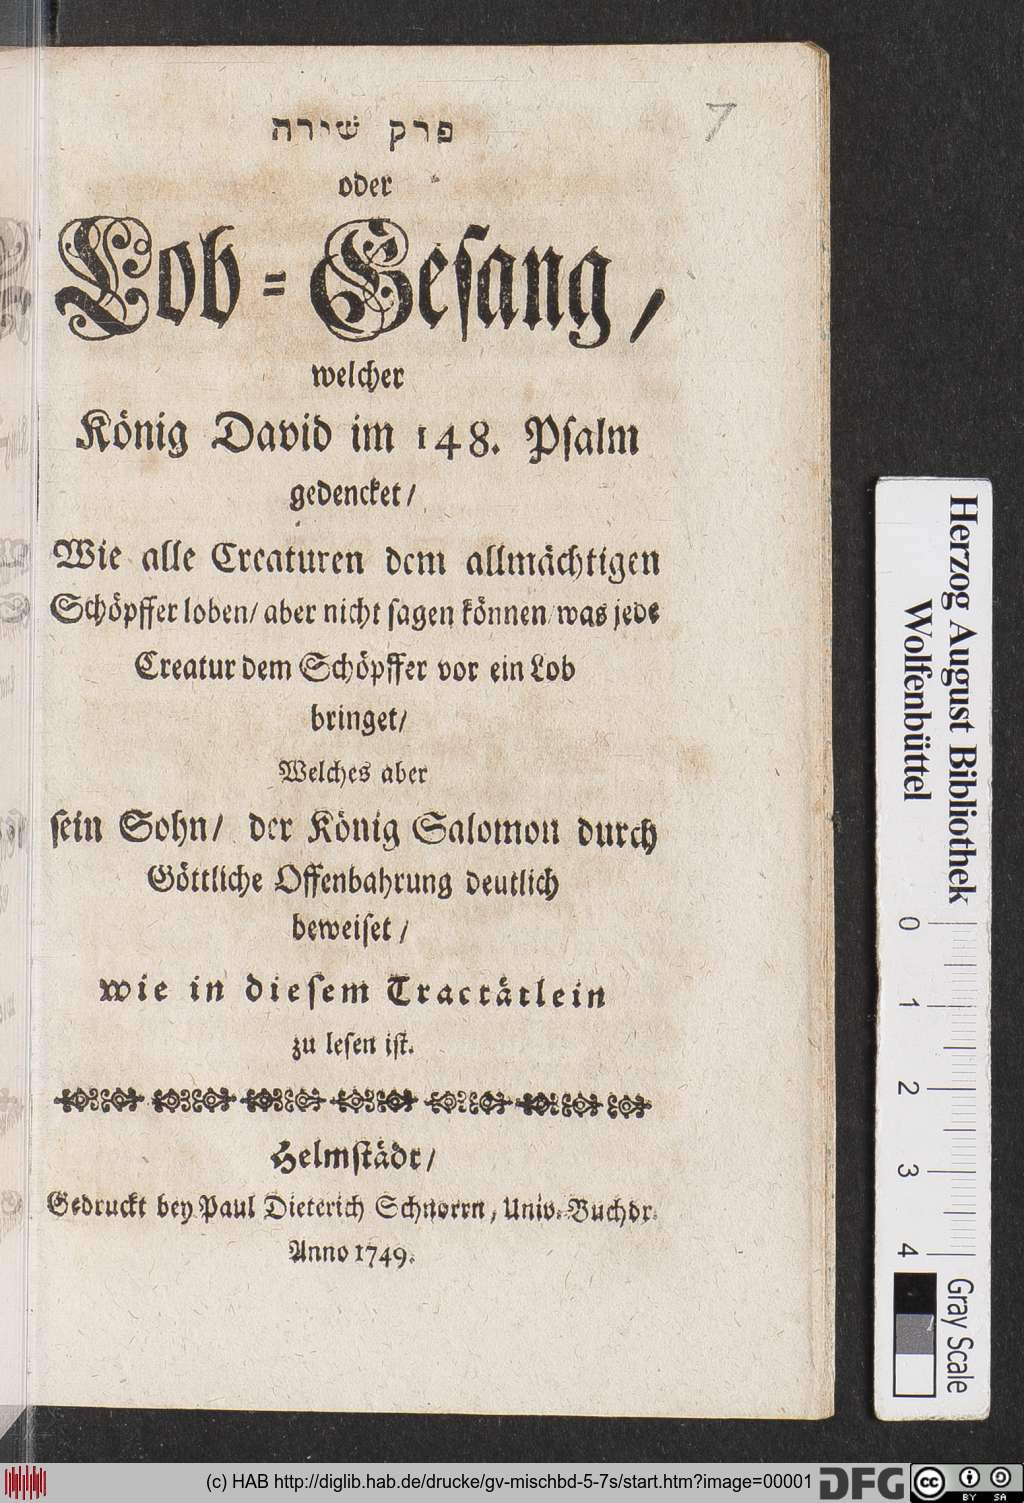 פרק שירה
7
oder
Lob-Gesang,
welcher
König David im 148. Psalm
gedencket/
Wie alle Creaturen dem allmächtigen
Schöpffer loben/ aber nicht sagen können/ was jede
Creatur dem Schöpffer vor ein Lob
bringet/
Welches aber
sein Sohn/ der König Salomon durch
Göttliche Offenbahrung deutlich
beweiset/
wie in diesem Tractätlein
zu lesen ist.
Helmstädt/
Gedruckt bey Paul Dieterich Schnorrn, Univ. Buchdr.
Anno 1749.
Herzog August Bibliothek
Wolfenbüttel
0 1 2 3 4
Gray Scale
(c) HAB http://diglib.hab.de/drucke/gv-mischbd-5-7s/start.htm?image=00001
DFG
cc BY SA